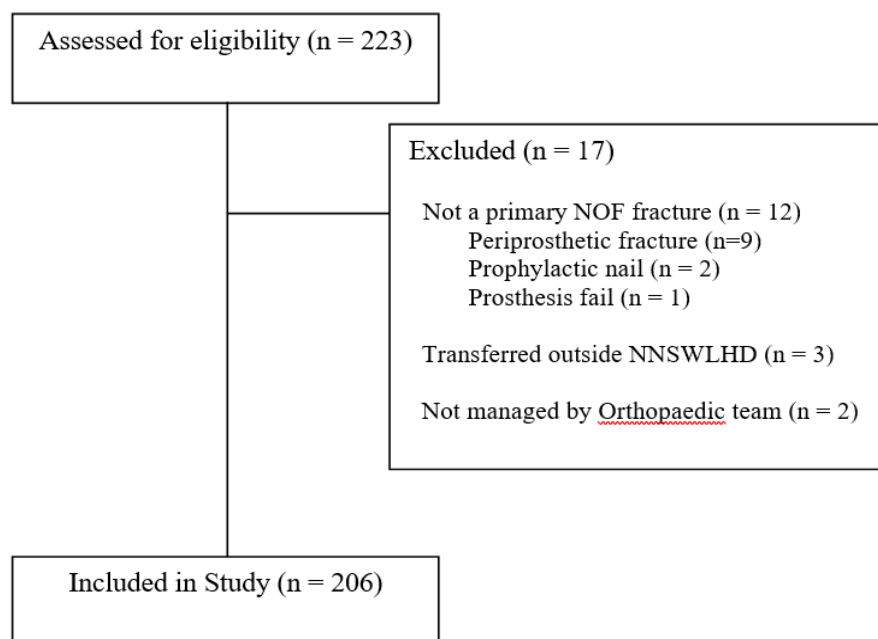 Assessed for eligibility (n = 223)
Excluded (n = 17)
Not a primary NOF fracture (n = 12)
Periprosthetic fracture (n=9)
Prophylactic nail (n = 2)
Prosthesis fail (n = 1)
Transferred outside NNSWLHD (n = 3)
Not managed by Orthopaedic team (n = 2)
Included in Study (n = 206)